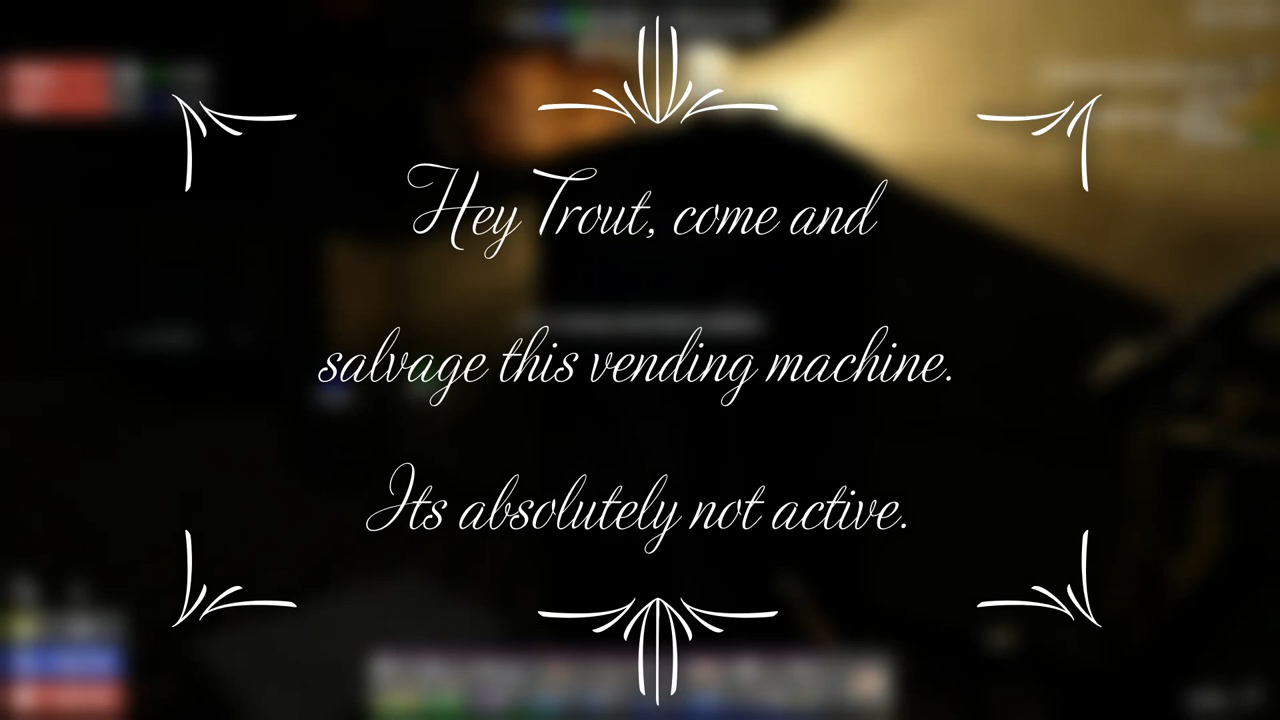 Hey Trout, come and
salvage this vending machine.
Its absolutely not active.